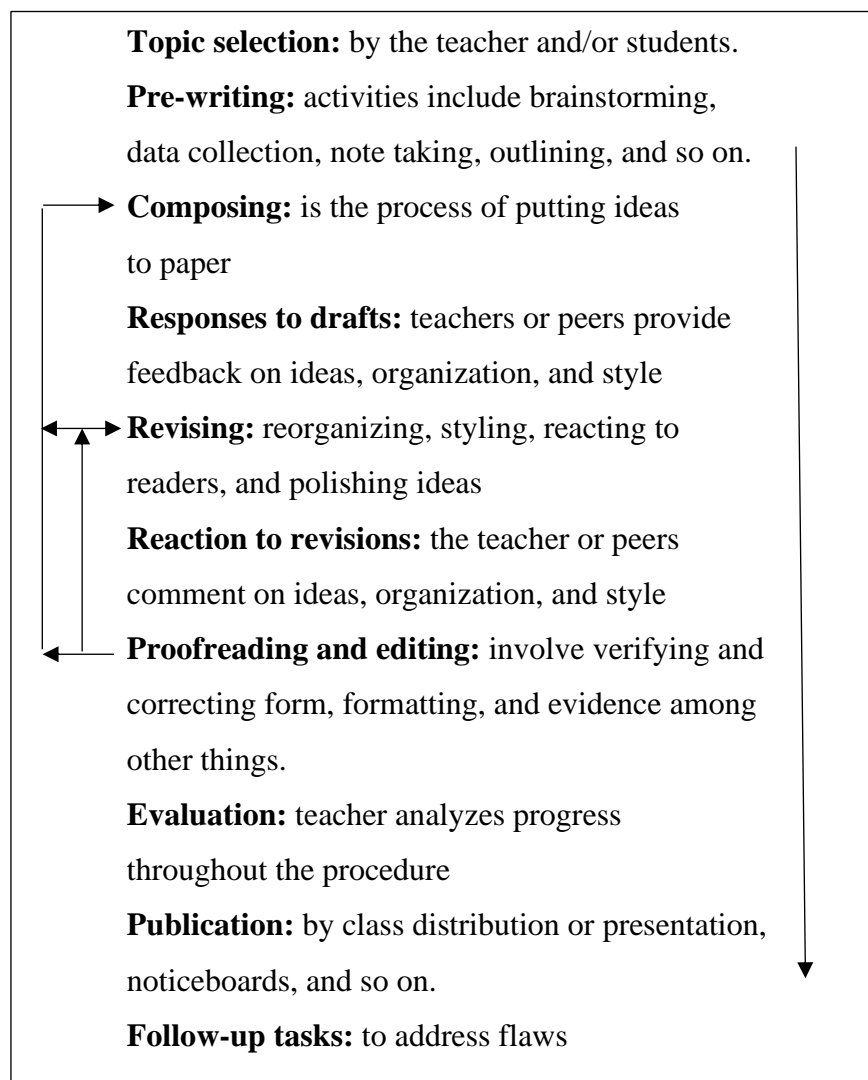 Topic selection: by the teacher and/or students.
Pre-writing: activities include brainstorming,
data collection, note taking, outlining, and so on.
Composing: is the process of putting ideas
to paper
Responses to drafts: teachers or peers provide
feedback on ideas, organization, and style
Revising: reorganizing, styling, reacting to
readers, and polishing ideas
Reaction to revisions: the teacher or peers
comment on ideas, organization, and style
Proofreading and editing: involve verifying and
correcting form, formatting, and evidence among
other things.
Evaluation: teacher analyzes progress
throughout the procedure
Publication: by class distribution or presentation,
noticeboards, and so on.
Follow-up tasks: to address flaws